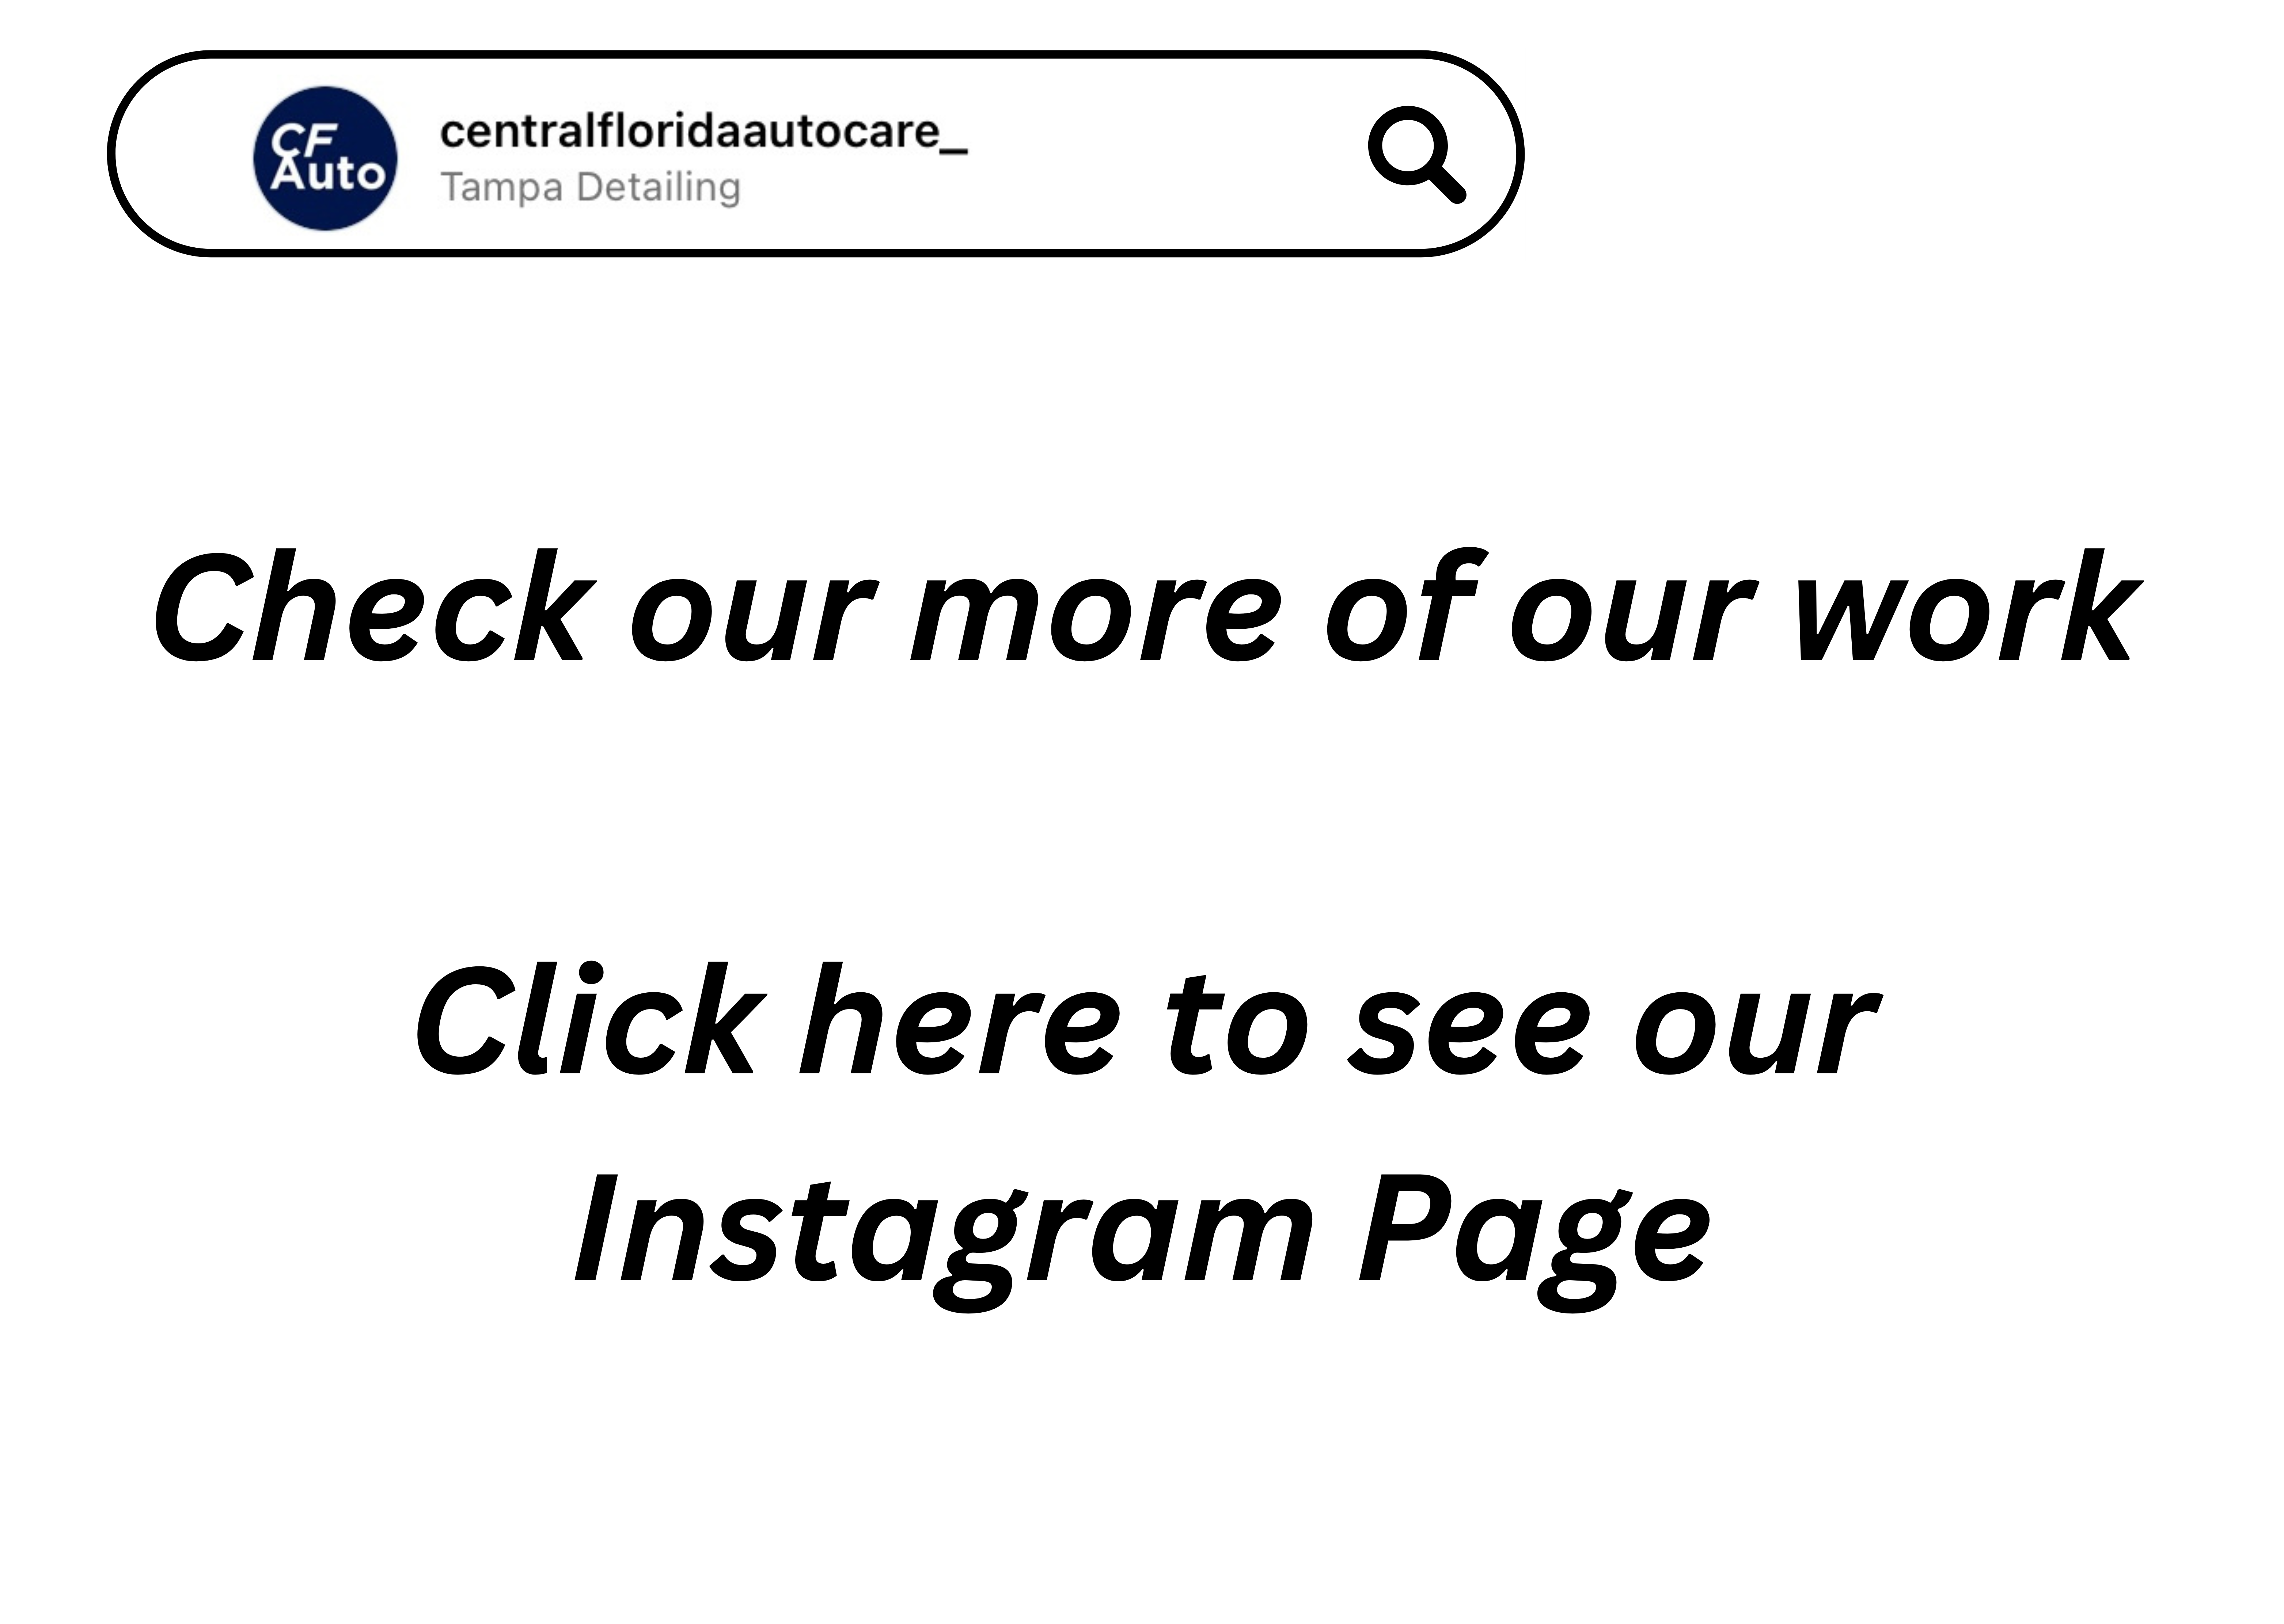 CF
Auto
centralfloridaautocare_
Tampa Detailing
Check our more of our work
Click here to see our
Instagram Page